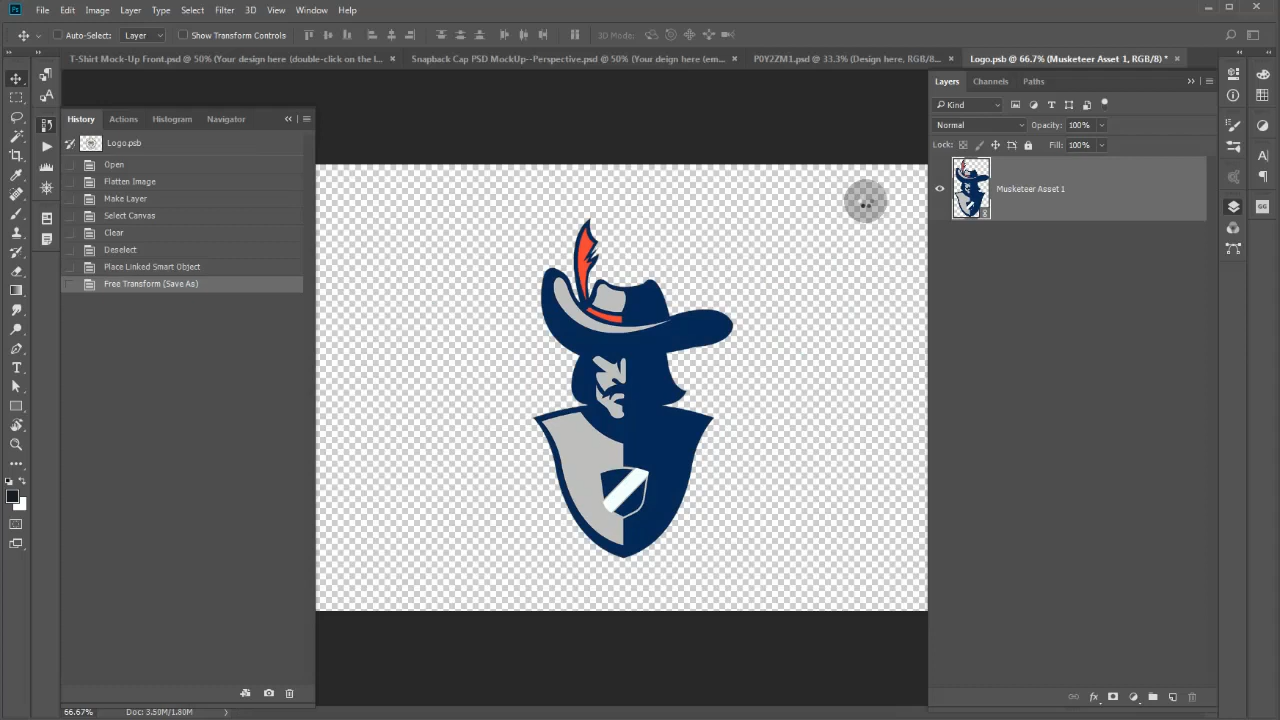 Ps File Edit Image Layer Type Select Filter 3D View Window Help
Auto-Select: Layer Show Transform Controls 3D Mode:
T-Shirt Mock-Up Front.psd @ 50% (Your design here (double-click on the l... × Snapback Cap PSD MockUp--Perspective.psd @ 50% (Your deign here (em... × P0Y2ZM1.psd @ 33.3% (Design here, RGB/8... × Logo.psb @ 66.7% (Musketeer Asset 1, RGB/8) * ×
History Actions Histogram Navigator
Logo.psb
Open
Flatten Image
Make Layer
Select Canvas
Clear
Deselect
Place Linked Smart Object
Free Transform (Save As)
Layers Channels Paths
Kind
Normal Opacity: 100%
Lock: Fill: 100%
Musketeer Asset 1
66.67% Doc: 3.50M/1.80M